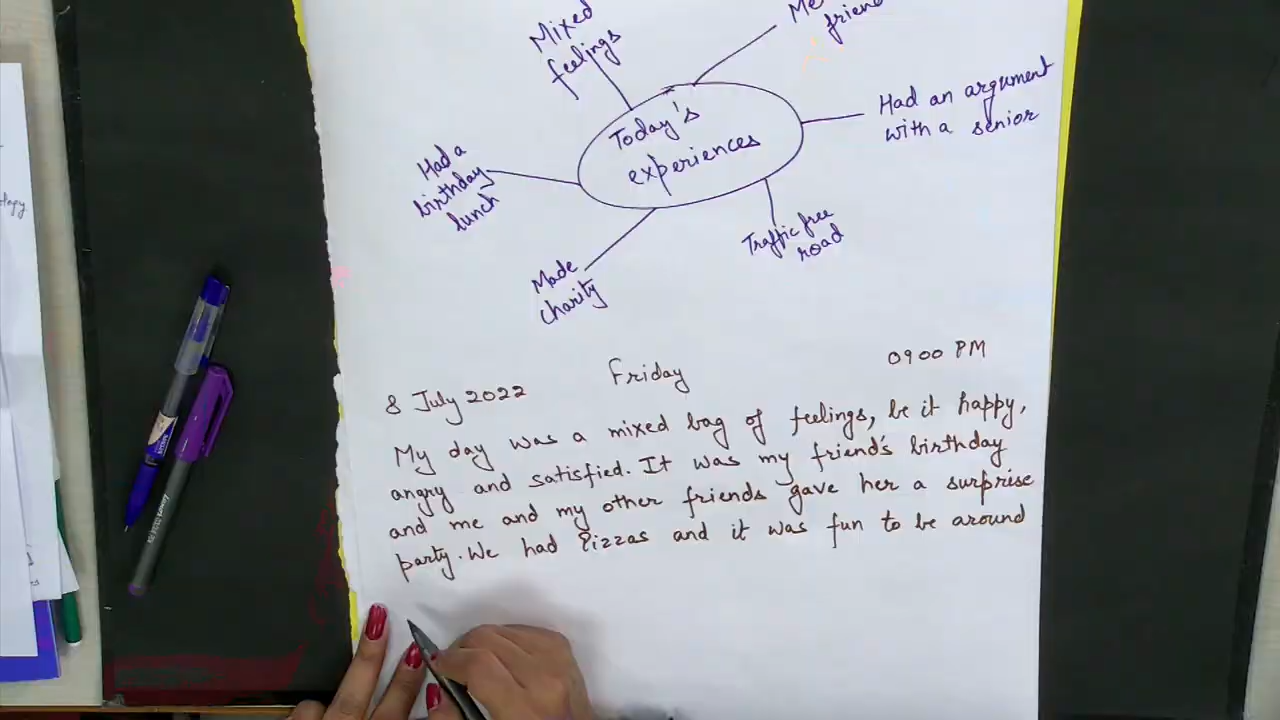 Mixed
feelings
friend
Had an argument
with a senior
Today's
experiences
Had a
birthday
lunch
Traffic free
road
Made
charity
8 July 2022 Friday 0900 PM
My day was a mixed bag of feelings, be it happy,
angry and satisfied. It was my friend's birthday
and me and my other friends gave her a surprise
party. We had Pizzas and it was fun to be around